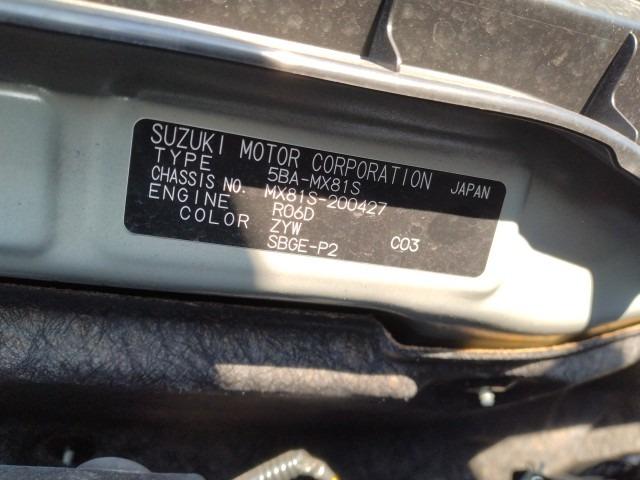 SUZUKI MOTOR CORPORATION JAPAN
TYPE 5BA-MX81S
CHASSIS NO. MX81S-200427
ENGINE R06D
COLOR ZYW
SBGE-P2 C03